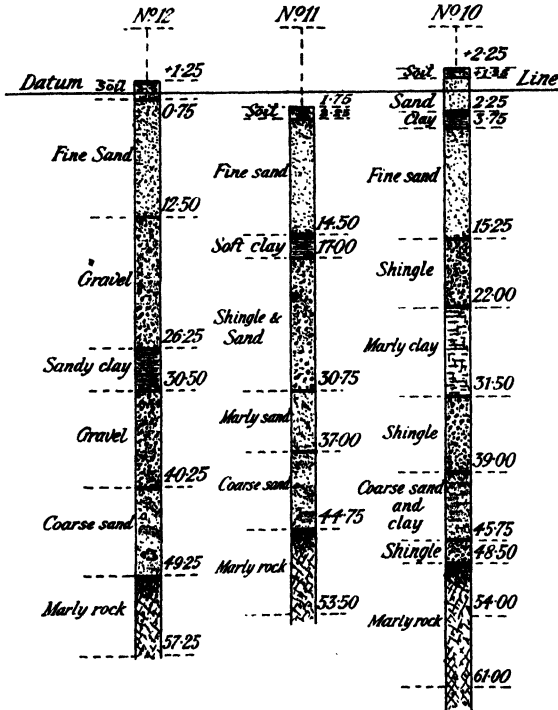 Nº12
Nº11
Nº10
+2·25
+1·25
Soil
Soil
Datum
Line
0·75
Soil
1·75
Sand
2·25
Clay
3·75
Fine Sand
Fine sand
Fine sand
12·50
14·50
15·25
Soft clay
17·00
Shingle
Gravel
22·00
Shingle &
Sand
26·25
Marly clay
Sandy clay
30·50
30·75
31·50
Marly sand
Gravel
Shingle
37·00
39·00
40·25
Coarse sand
Coarse sand
and
clay
Coarse sand
44·75
45·75
Shingle
48·50
49·25
Marly rock
Marly rock
53·50
54·00
Marly rock
57·25
61·00